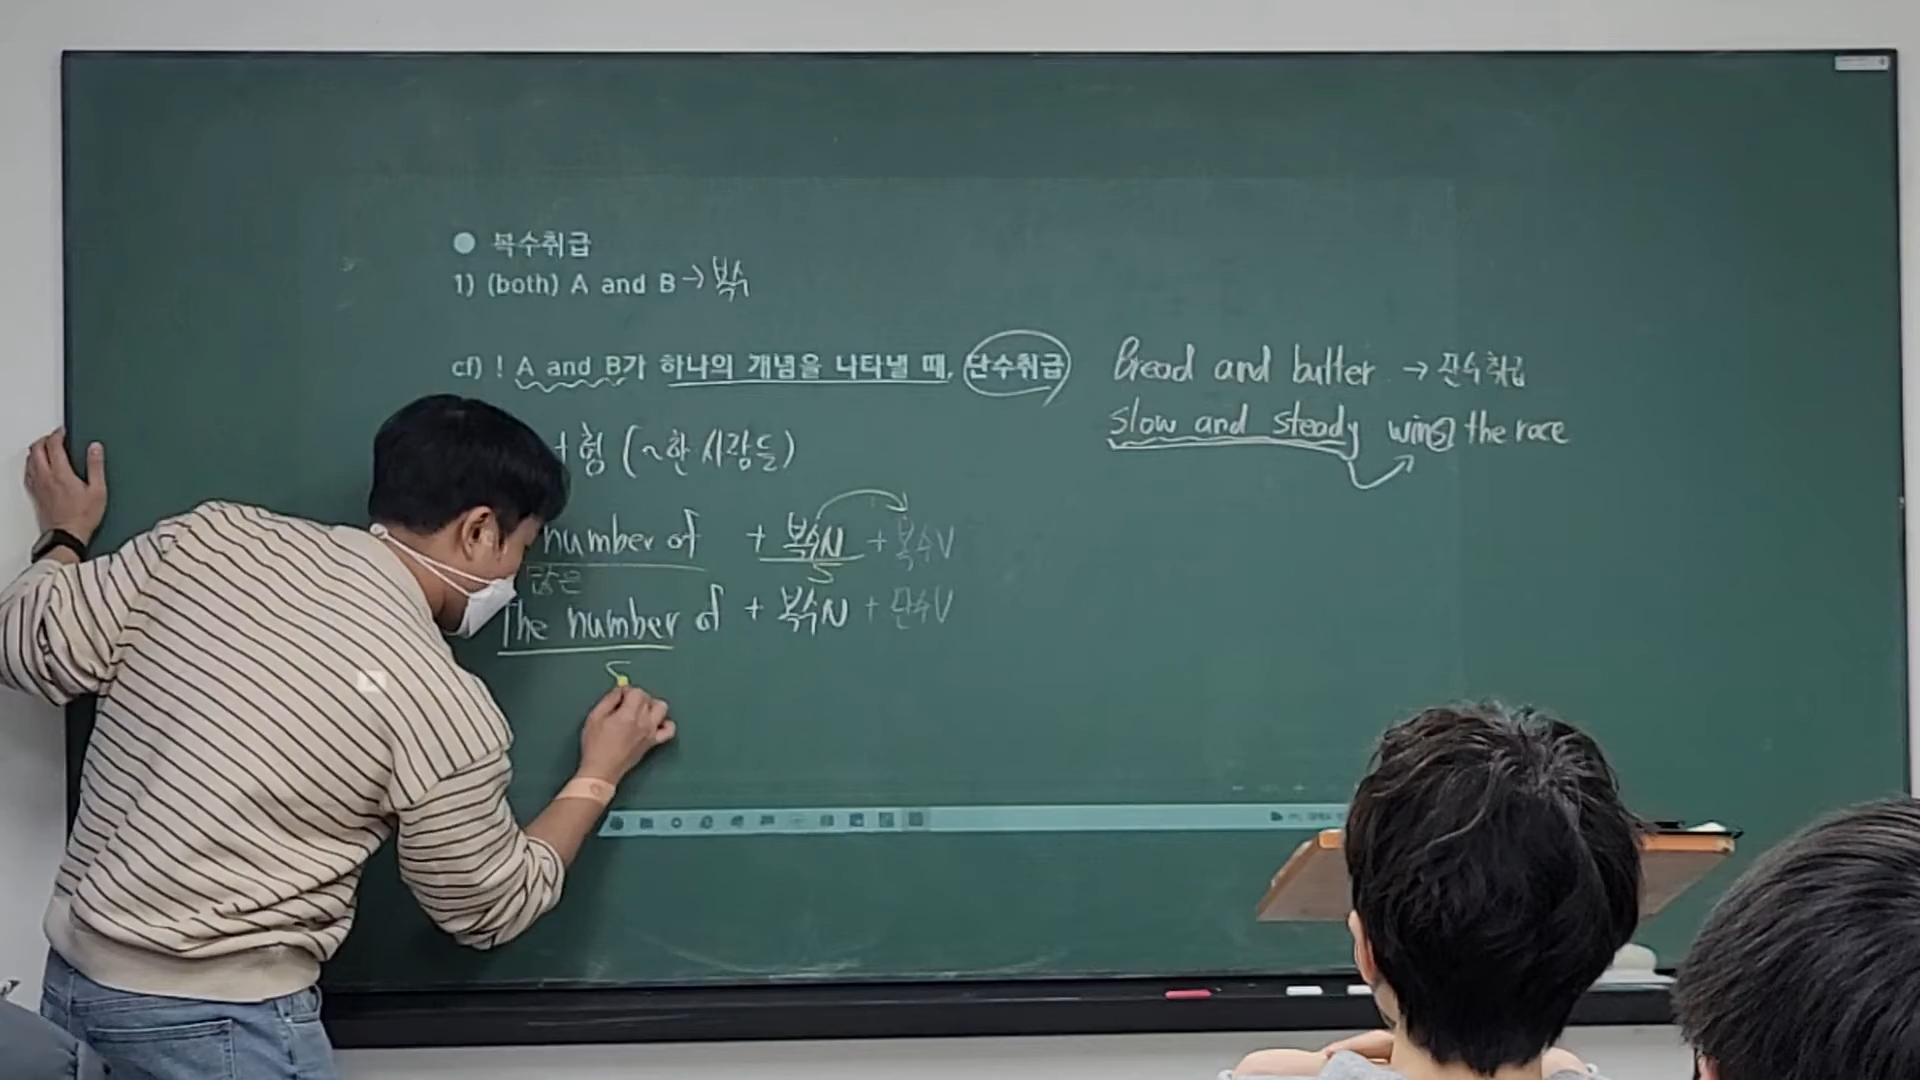 ● 복수취급
1) (both) A and B → 복수
cf) ! A and B가 하나의 개념을 나타낼 때, 단수취급
Bread and butter → 단수취급
slow and steady wins the race
+ 형 (~한 사람들)
number of + 복수N + 복수V
많은 S
The number of + 복수N + 단수V
S